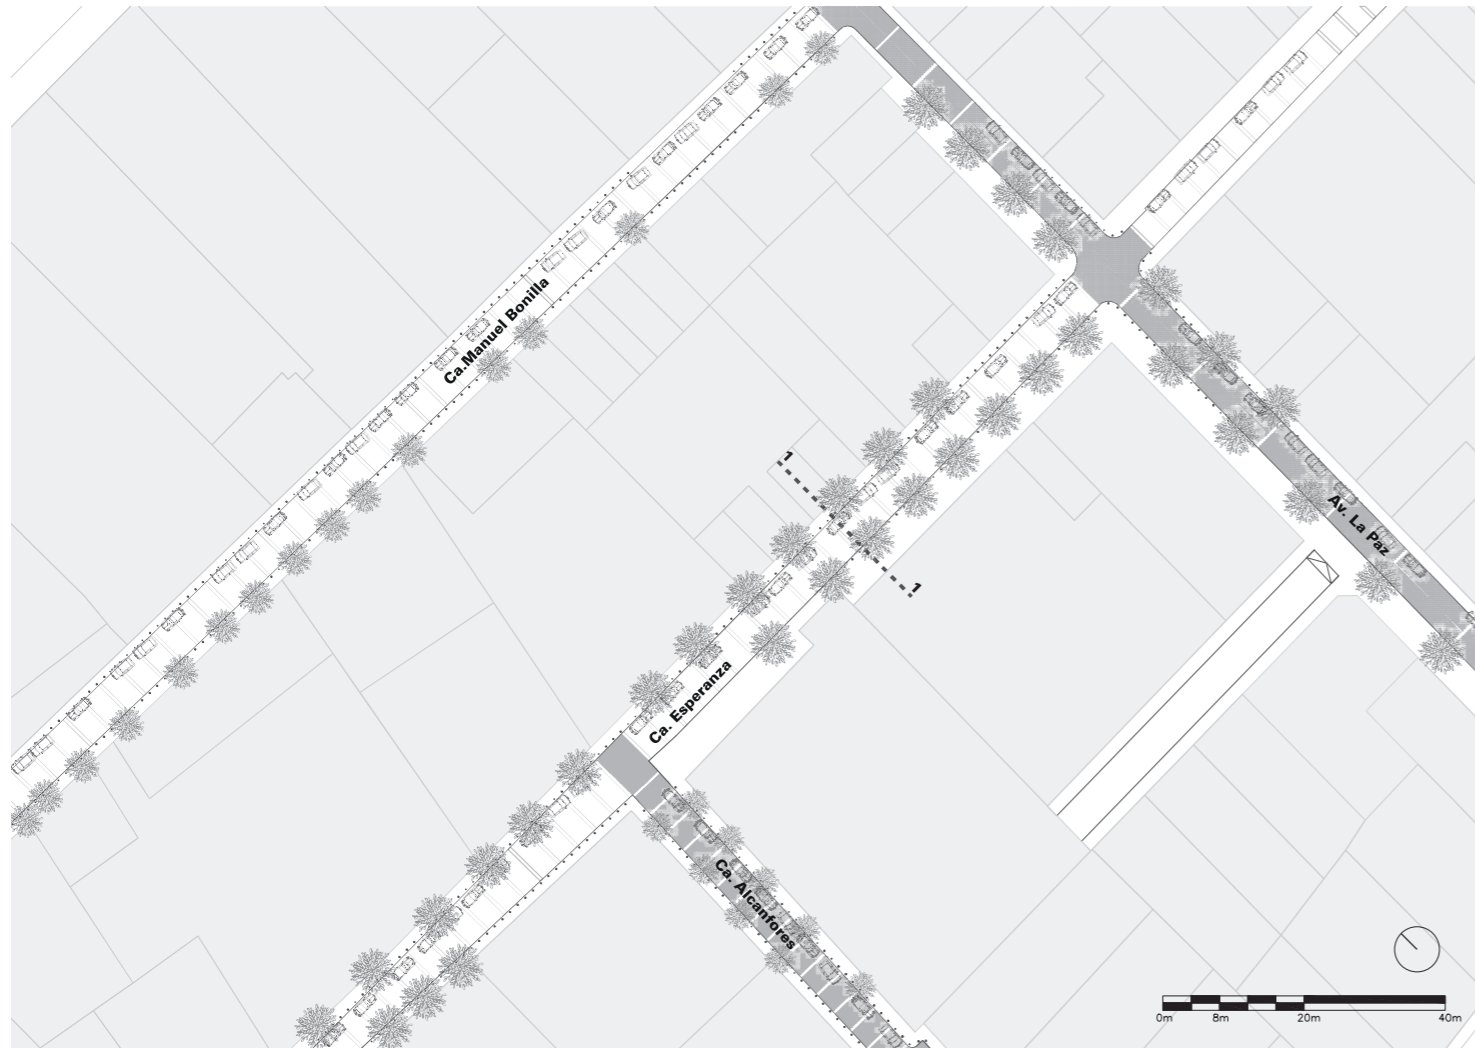 Ca.Manuel Bonilla
1
1
Av. La Paz
Ca. Esperanza
Ca. Alcanfores
0m 8m 20m 40m